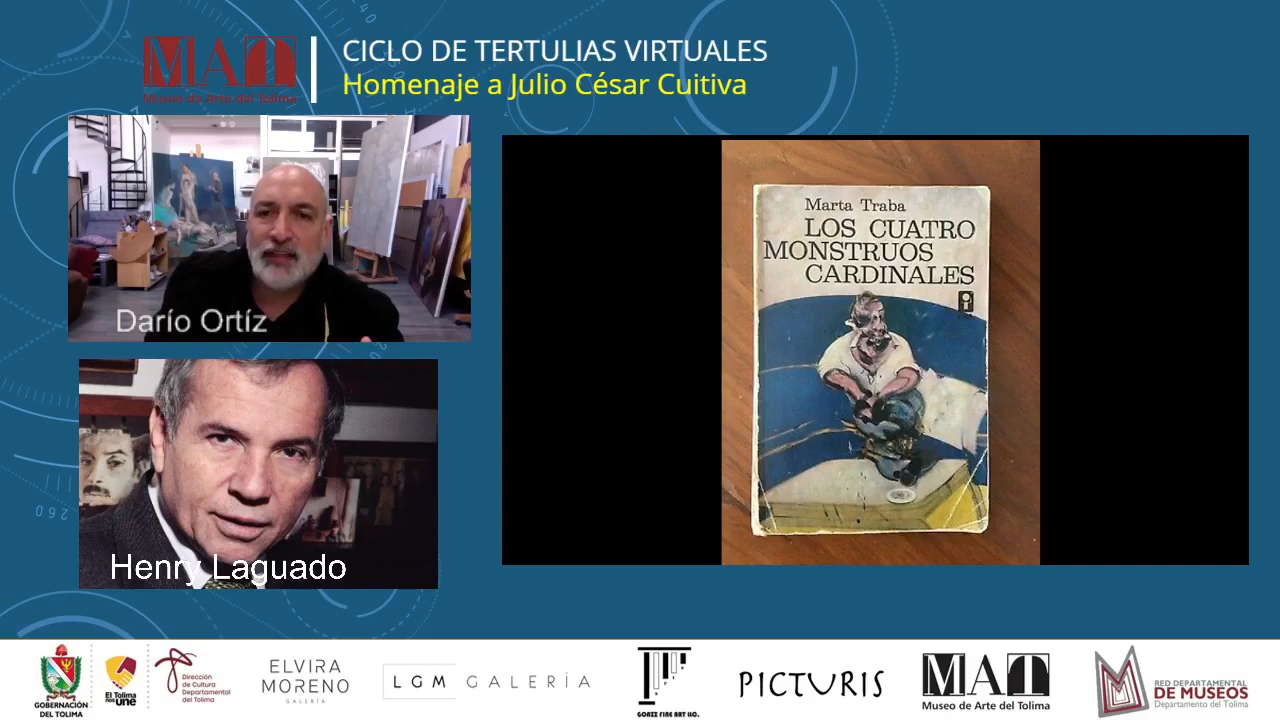 MAT
Museo de Arte del Tolima
CICLO DE TERTULIAS VIRTUALES
Homenaje a Julio César Cuitiva
Darío Ortíz
Henry Laguado
Marta Traba
LOS CUATRO
MONSTRUOS
CARDINALES
260
GOBERNACIÓN
DEL TOLIMA
El Tolima
nos une
Dirección
de Cultura
Departamental
del Tolima
ELVIRA
MORENO
GALERÍA
LGM GALERÍA
GOAZZ FINE ART LLC.
PICTURIS
MAT
Museo de Arte del Tolima
RED DEPARTAMENTAL
DE MUSEOS
Departamento del Tolima